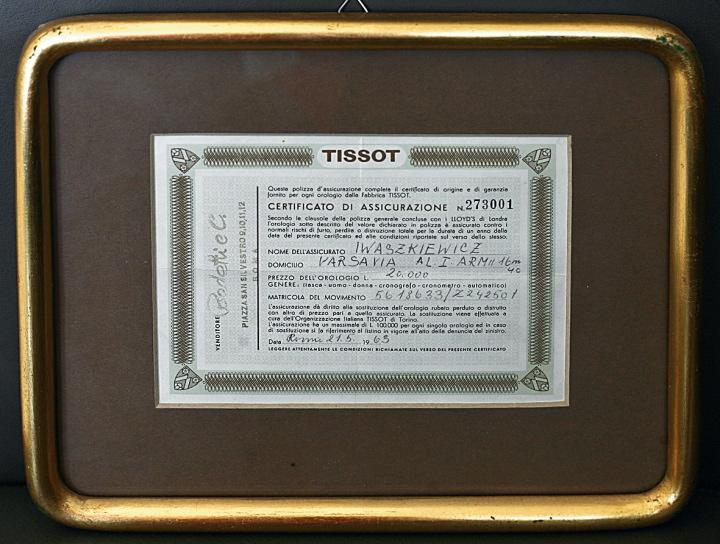 TISSOT
Queste polizza d'assicurazione completa il certificato di origine e di garanzia
fornito per ogni orologio dalla Fabbrica TISSOT.
CERTIFICATO DI ASSICURAZIONE N. 273001
Secondo le clausole della polizza generale conclusa con i LLOYD'S di Londra
l'orologio sotto descritto del valore dichiarato in polizza è assicurato contro i
normali rischi di furto, perdita o distruzione totale per la durata di un anno dalla
data del presente certificato ed alle condizioni riportate sul verso dello stesso.
NOME DELL'ASSICURATO IWASZKIEWICZ
DOMICILIO VARSAVIA AL. I. ARMII 16m
40
PREZZO DELL'OROLOGIO L. 20.000
GENERE: (tasca - uomo - donna - cronografo - cronometro - automatico)
MATRICOLA DEL MOVIMENTO 5618633/Z242501
L'assicurazione dà diritto alla sostituzione dell'orologio rubato perduto o distrutto
con altro di prezzo pari a quello assicurato. La sostituzione viene effettuata a
cura dell'Organizzazione Italiana TISSOT di Torino.
L'assicurazione ha un massimale di L. 100.000 per ogni singolo orologio ed in caso
di sostituzione si fa riferimento al listino in vigore all'atto della denuncia del sinistro.
Data Roma 21.5. 1963
LEGGERE ATTENTAMENTE LE CONDIZIONI RICHIAMATE SUL VERSO DEL PRESENTE CERTIFICATO
VENDITORE
PIAZZA SAN SILVESTRO 9,10,11,12
ROMA